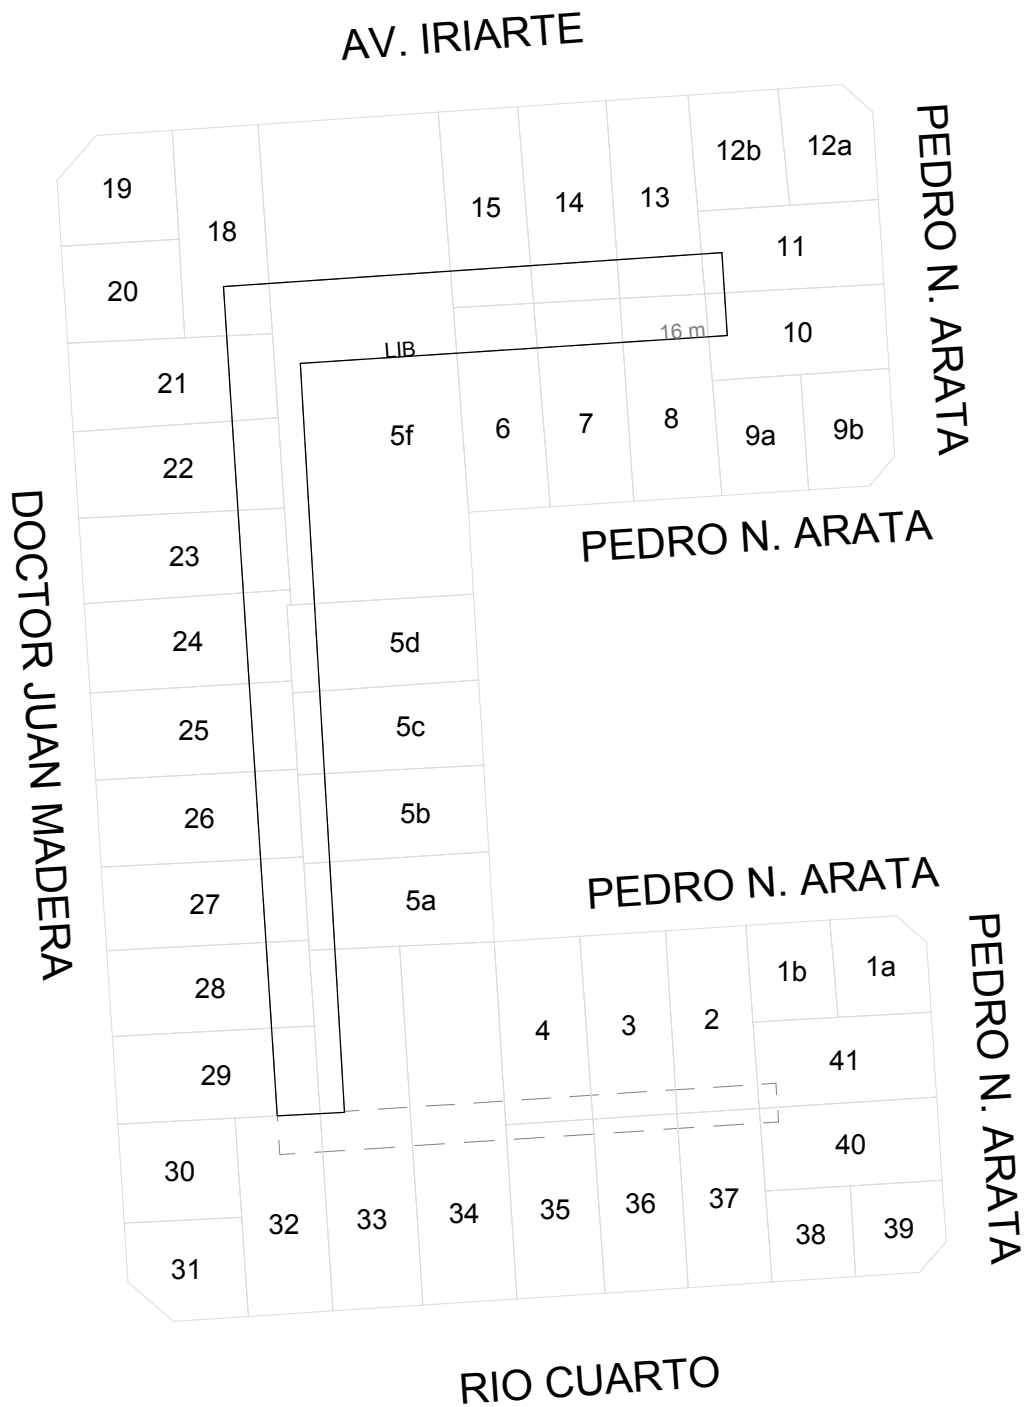 AV. IRIARTE
PEDRO N. ARATA
12a
12b
19
13
14
15
18
11
20
10
16 m
LIB
21
8
7
6
5f
9a
9b
22
PEDRO N. ARATA
23
DOCTOR JUAN MADERA
24
5d
25
5c
26
5b
27
5a
PEDRO N. ARATA
28
1b
1a
4
3
2
29
41
PEDRO N. ARATA
30
40
32
33
34
35
36
37
38
39
31
RIO CUARTO